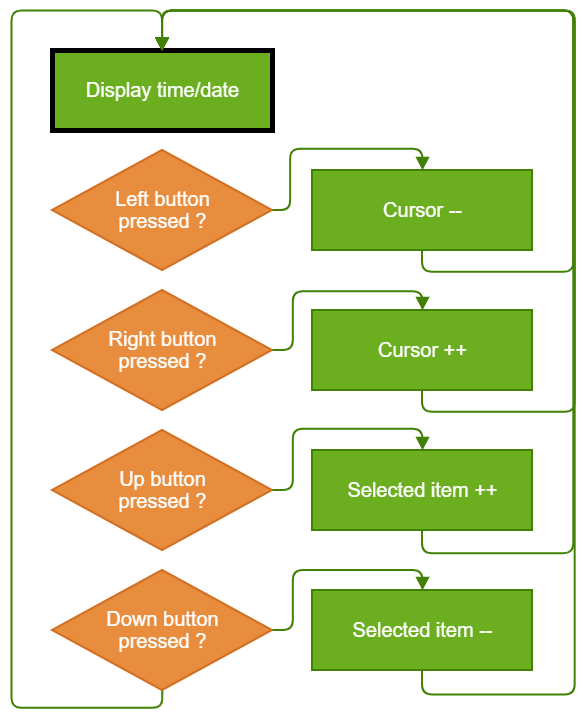 Display time/date
Left button
pressed ?
Cursor --
Right button
pressed ?
Cursor ++
Up button
pressed ?
Selected item ++
Down button
pressed ?
Selected item --